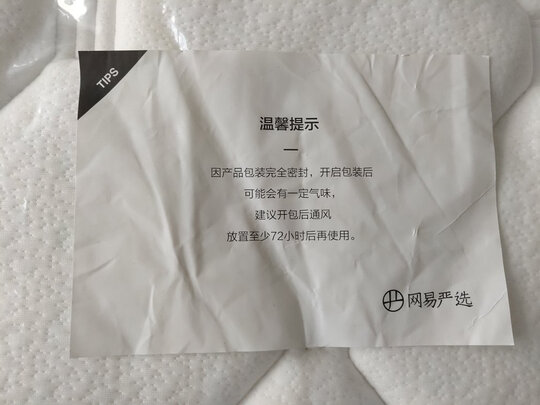 TIPS
温馨提示
因产品包装完全密封，开启包装后
可能会有一定气味，
建议开包后通风
放置至少72小时后再使用。
网易严选